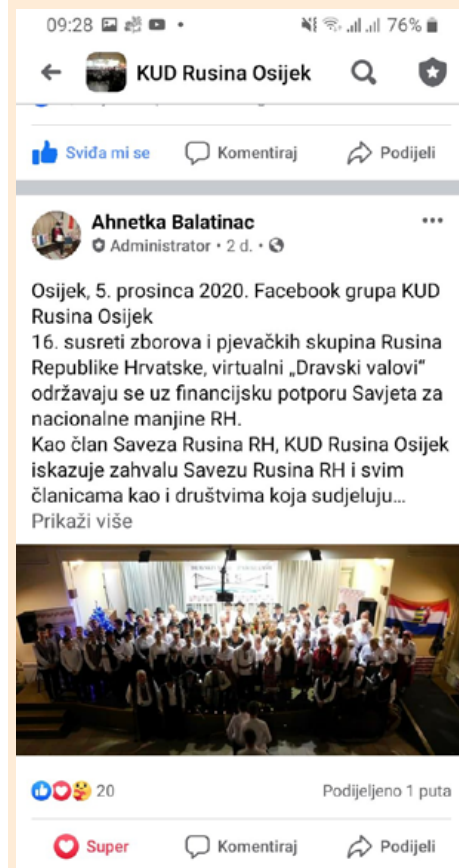 09:28 76%
KUD Rusina Osijek
Sviđa mi se Komentiraj Podijeli
Ahnetka Balatinac
Administrator • 2 d. •
Osijek, 5. prosinca 2020. Facebook grupa KUD
Rusina Osijek
16. susreti zborova i pjevačkih skupina Rusina
Republike Hrvatske, virtualni „Dravski valovi“
održavaju se uz financijsku potporu Savjeta za
nacionalne manjine RH.
Kao član Saveza Rusina RH, KUD Rusina Osijek
iskazuje zahvalu Savezu Rusina RH i svim
članicama kao i društvima koja sudjeluju...
Prikaži više
20 Podijeljeno 1 puta
Super Komentiraj Podijeli